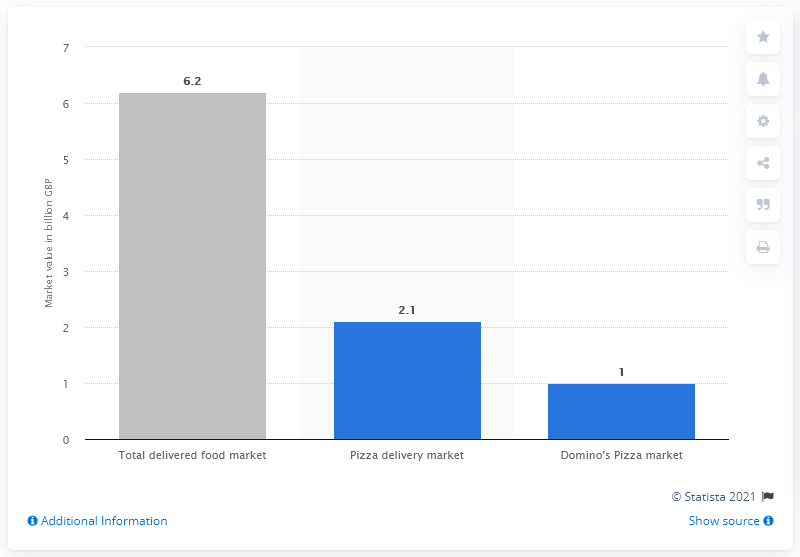 7
6.2
6
5
4
3
2.1
2
1
1
0
Market value in billion GBP
Total delivered food market
Pizza delivery market
Domino's Pizza market
© Statista 2021
Additional Information
Show source